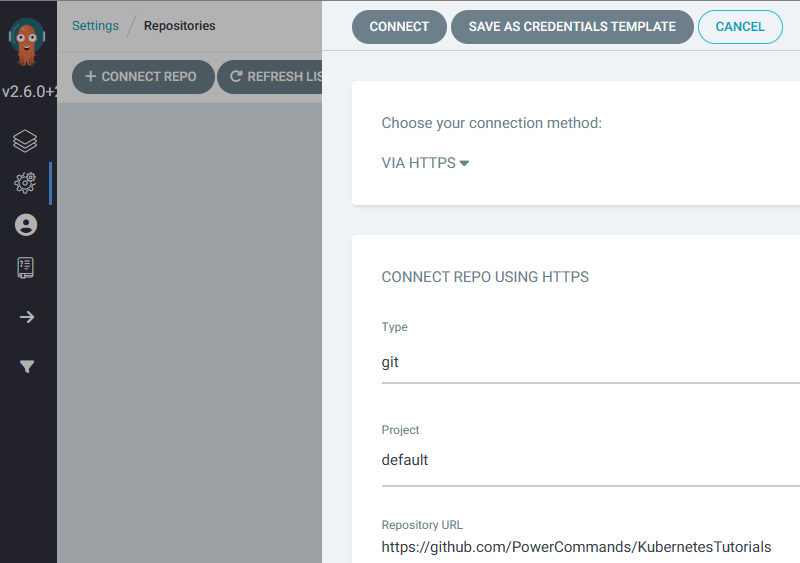 CONNECT SAVE AS CREDENTIALS TEMPLATE CANCEL
Settings / Repositories
CONNECT REPO REFRESH LIS
v2.6.0+2
Choose your connection method:
VIA HTTPS
CONNECT REPO USING HTTPS
Type
git
Project
default
Repository URL
https://github.com/PowerCommands/KubernetesTutorials